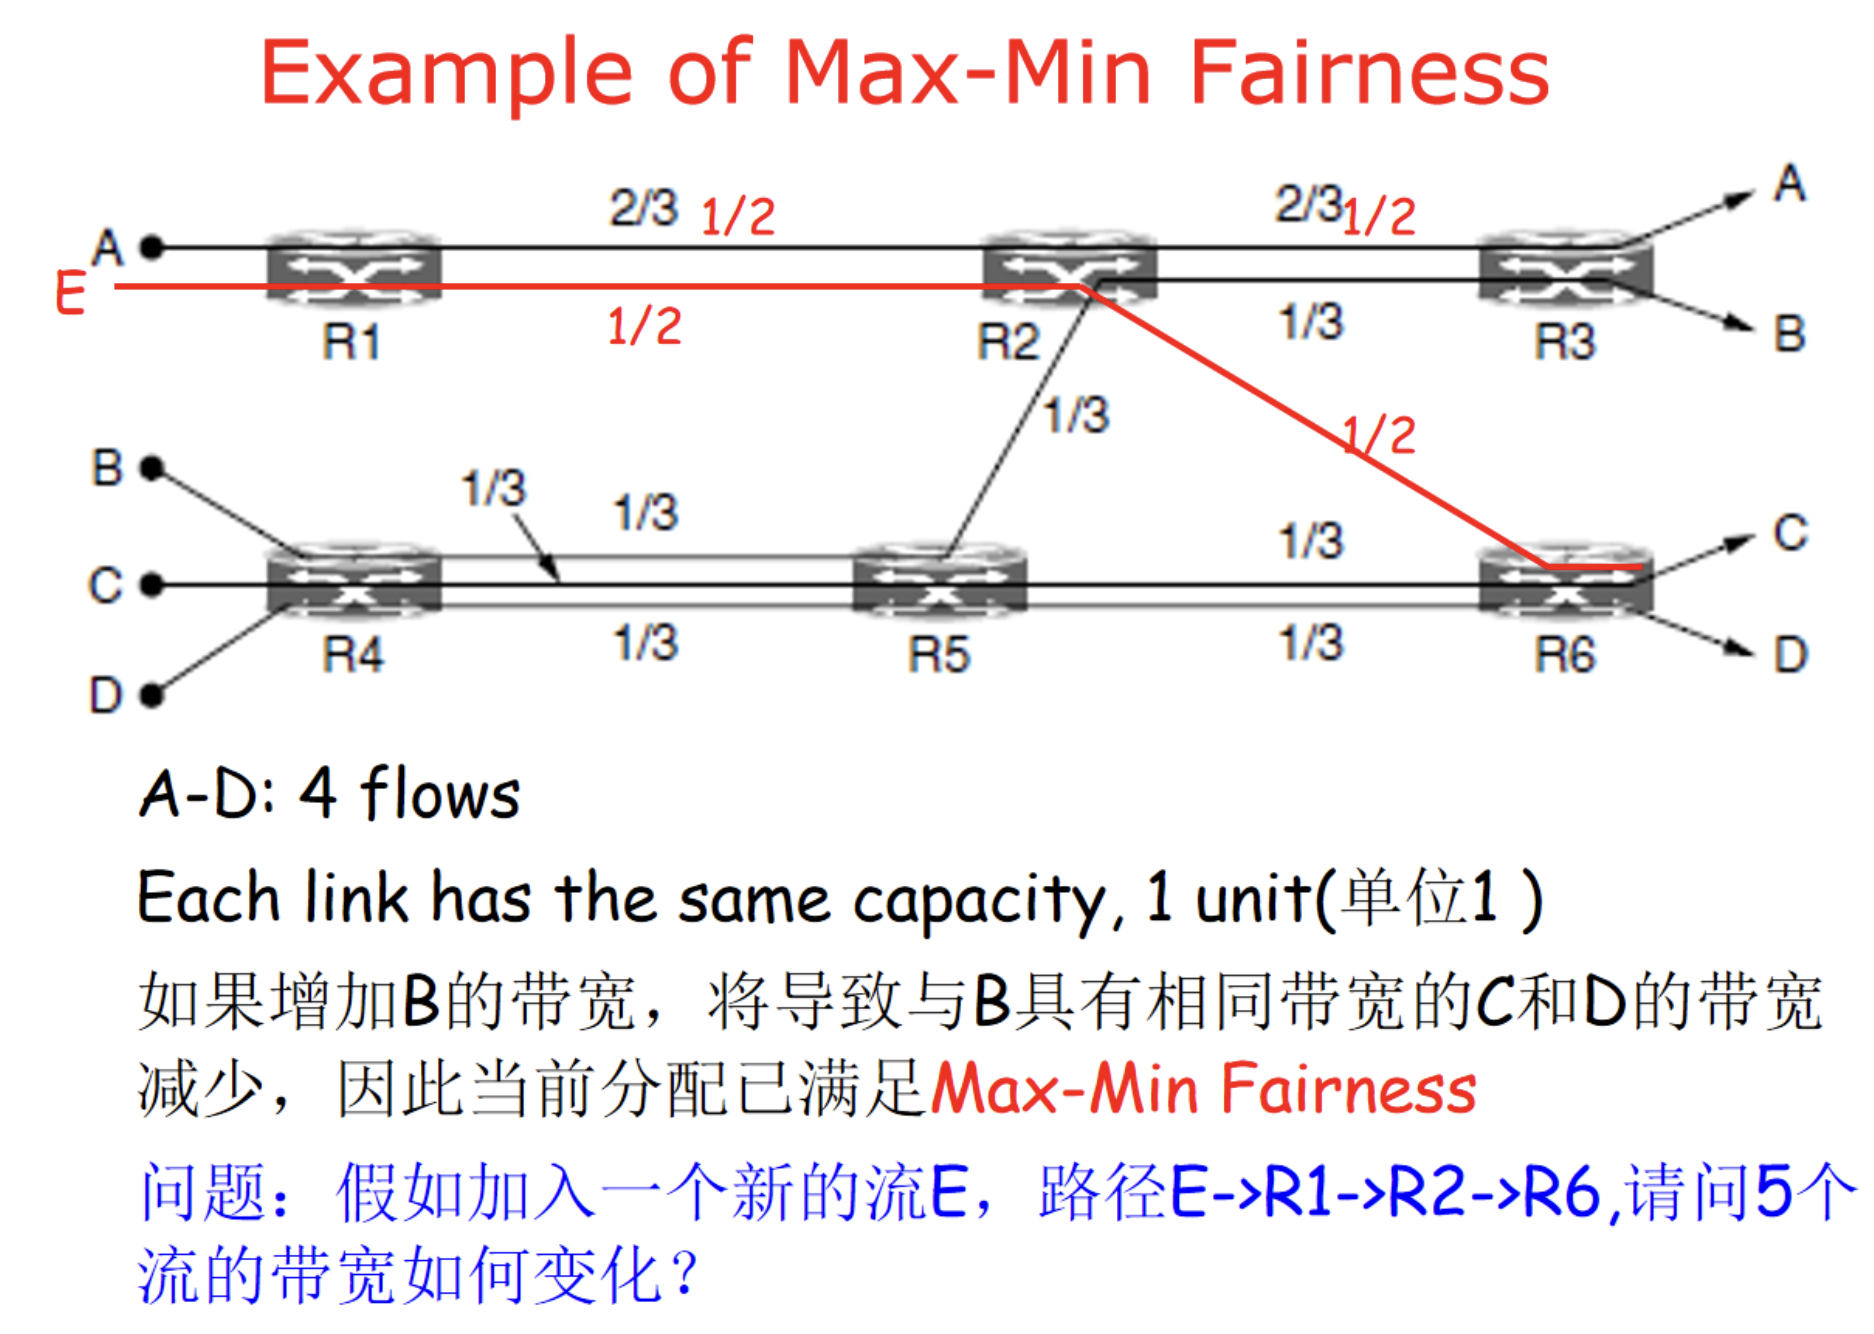 Example of Max-Min Fairness
A
2/3 1/2
2/3 1/2
A
E
1/2
R1
R2
1/3
R3
B
1/3
1/2
B
1/3
1/3
1/3
C
C
R4
1/3
R5
1/3
R6
D
D
A-D: 4 flows
Each link has the same capacity, 1 unit(单位1 )
如果增加B的带宽，将导致与B具有相同带宽的C和D的带宽
减少，因此当前分配已满足Max-Min Fairness
问题：假如加入一个新的流E，路径E->R1->R2->R6,请问5个
流的带宽如何变化？